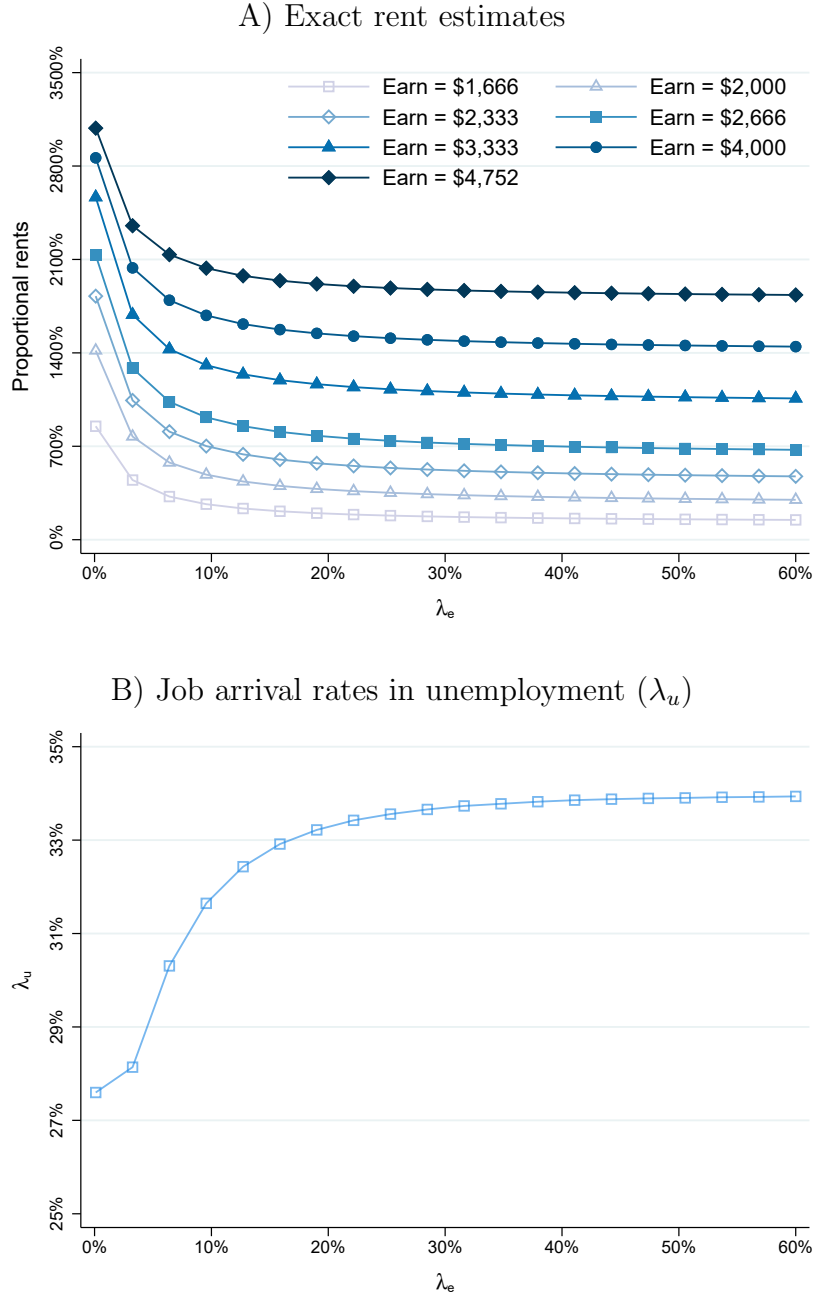 A) Exact rent estimates
3500%
2800%
2100%
1400%
700%
0%
Proportional rents
Earn = $1,666
Earn = $2,000
Earn = $2,333
Earn = $2,666
Earn = $3,333
Earn = $4,000
Earn = $4,752
0% 10% 20% 30% 40% 50% 60%
λe
B) Job arrival rates in unemployment (λu)
35%
33%
31%
29%
27%
25%
λu
0% 10% 20% 30% 40% 50% 60%
λe